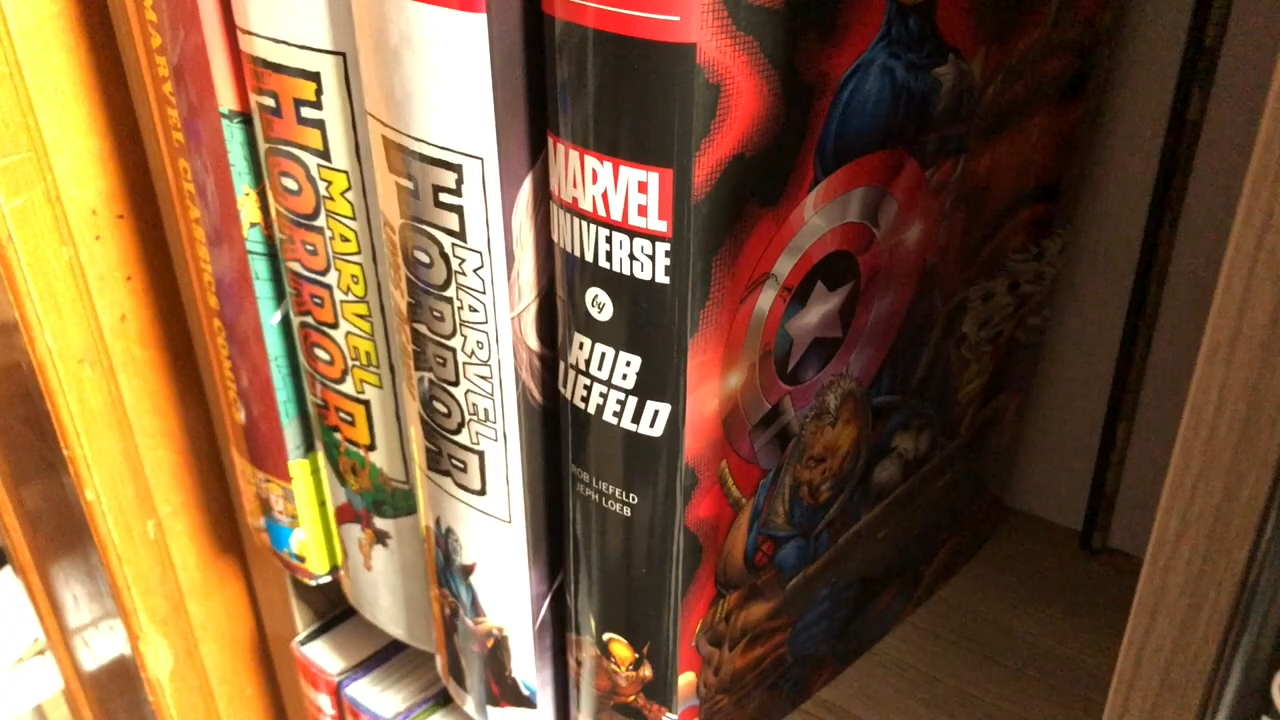 MARVEL CLASSICS COMICS
MARVEL
HORROR
MARVEL
HORROR
MARVEL
UNIVERSE
by
ROB
LIEFELD
ROB LIEFELD
JEPH LOEB